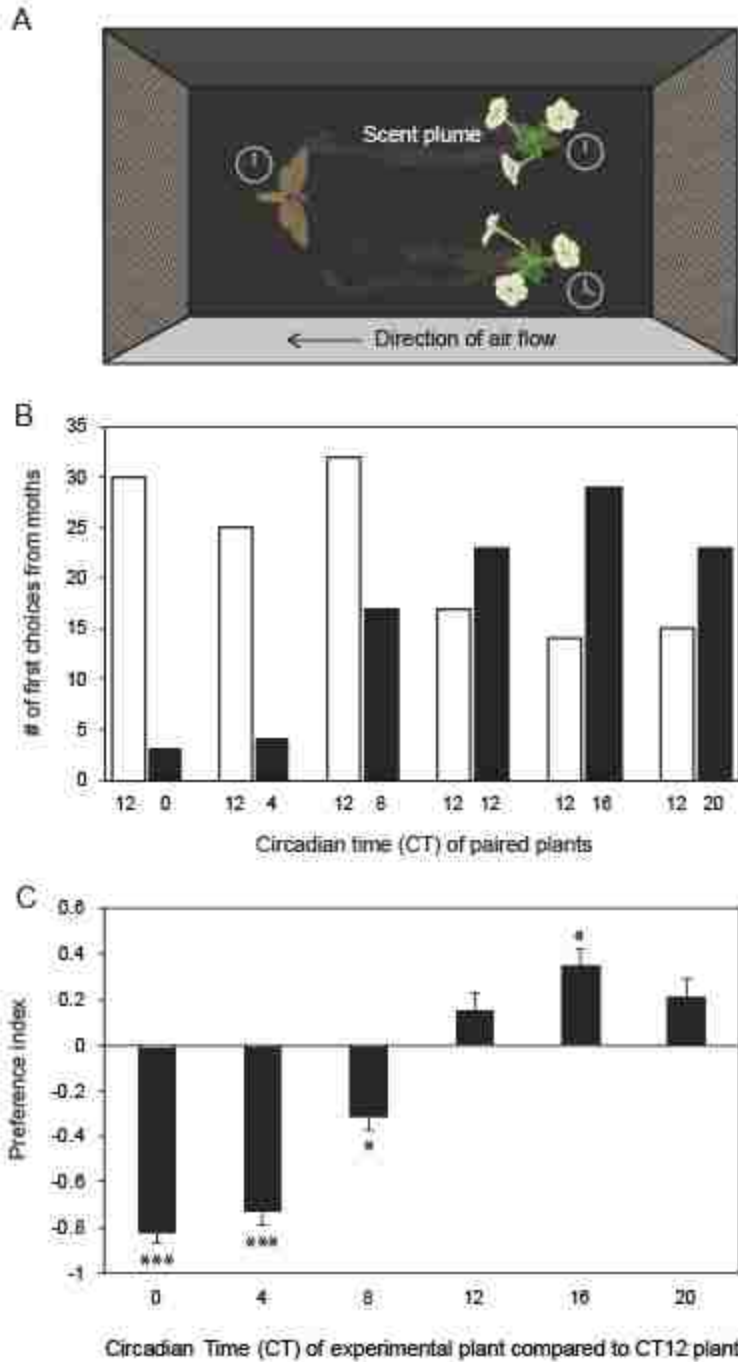 A
Scent plume
Direction of air flow
B
35
30
25
20
15
10
5
0
# of first choices from moths
12 0 12 4 12 8 12 12 12 16 12 20
Circadian time (CT) of paired plants
C
0.6
0.4
0.2
0
-0.2
-0.4
-0.6
-0.8
-1
Preference index
***
***
*
*
0 4 8 12 16 20
Circadian Time (CT) of experimental plant compared to CT12 plant